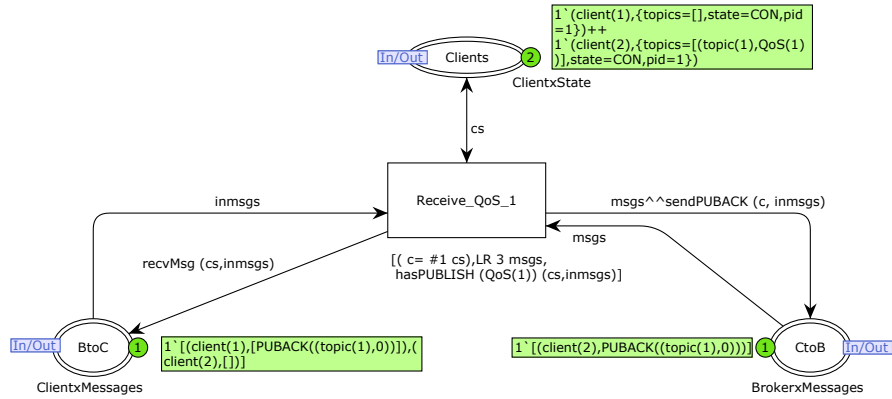 1`(client(1),{topics=[],state=CON,pid
=1})++
1`(client(2),{topics=[(topic(1),QoS(1)
)],state=CON,pid=1})
In/Out
Clients
2
ClientxState
cs
Receive_QoS_1
inmsgs
msgs^^sendPUBACK (c, inmsgs)
msgs
recvMsg (cs,inmsgs)
[( c= #1 cs),LR 3 msgs,
hasPUBLISH (QoS(1)) (cs,inmsgs)]
In/Out
BtoC
1
1`[(client(1),[PUBACK((topic(1),0))]),(
client(2),[])]
ClientxMessages
1`[(client(2),PUBACK((topic(1),0)))]
1
CtoB
In/Out
BrokerxMessages